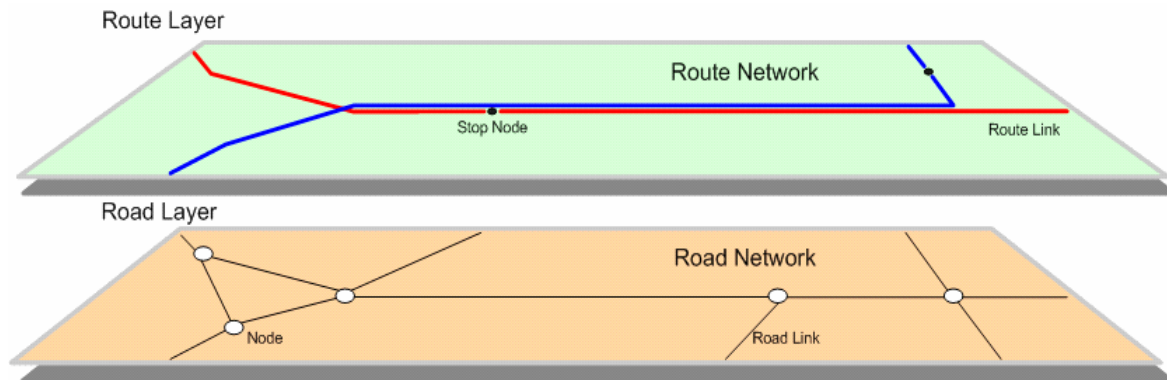 Route Layer
Route Network
Stop Node
Route Link
Road Layer
Road Network
Node
Road Link